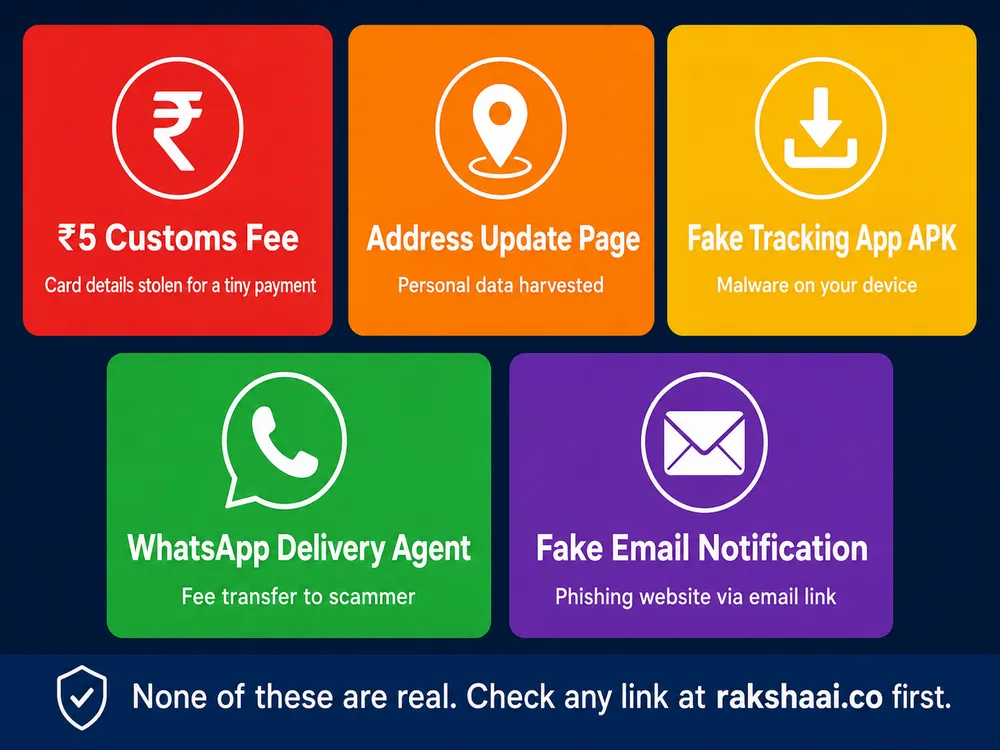 ₹5 Customs Fee
Card details stolen for a tiny payment
Address Update Page
Personal data harvested
Fake Tracking App APK
Malware on your device
WhatsApp Delivery Agent
Fee transfer to scammer
Fake Email Notification
Phishing website via email link
None of these are real. Check any link at rakshaai.co first.